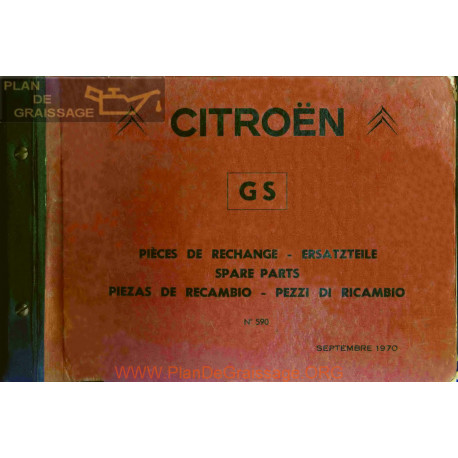 PLAN
DE
GRAISSAGE
CITROËN
GS
PIÈCES DE RECHANGE - ERSATZTEILE
SPARE PARTS
PIEZAS DE RECAMBIO - PEZZI DI RICAMBIO
N° 590
SEPTEMBRE 1970
www.PlanDeGraissage.ORG